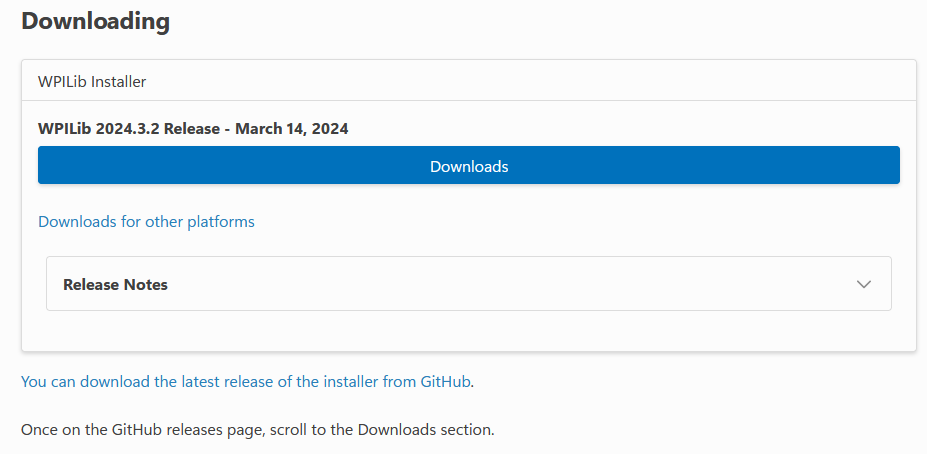 Downloading
WPILib Installer
WPILib 2024.3.2 Release - March 14, 2024
Downloads
Downloads for other platforms
Release Notes
You can download the latest release of the installer from GitHub.
Once on the GitHub releases page, scroll to the Downloads section.